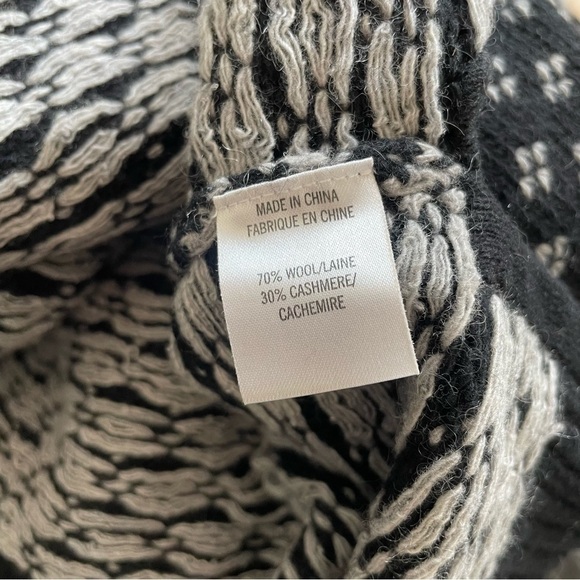 MADE IN CHINA
FABRIQUE EN CHINE
70% WOOL/LAINE
30% CASHMERE/
CACHEMIRE